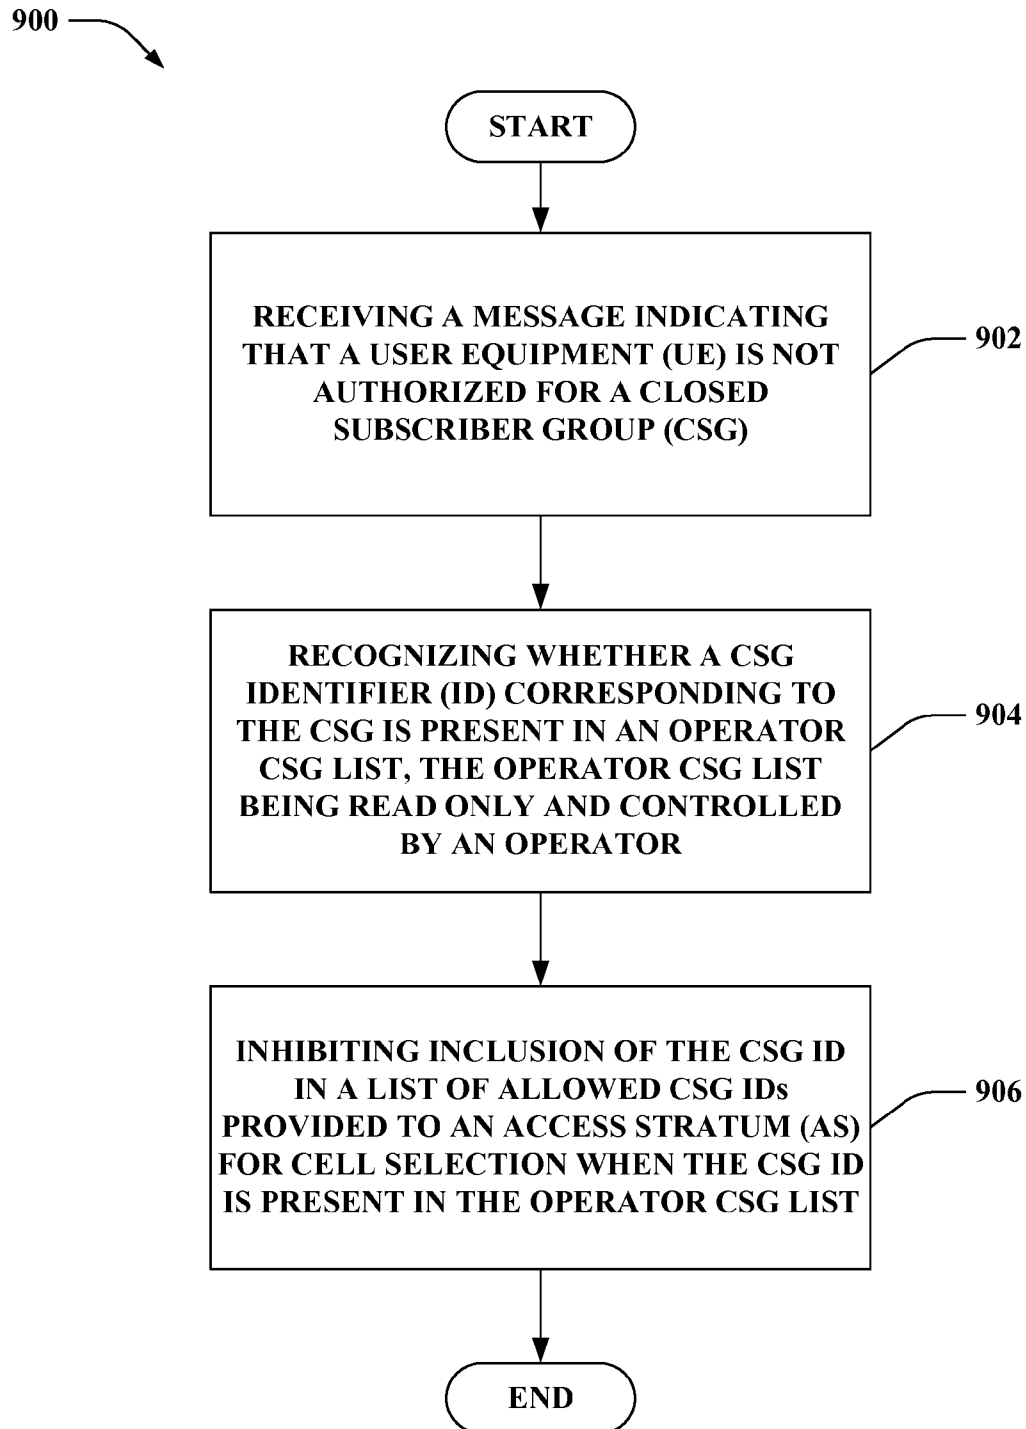 900
START
RECEIVING A MESSAGE INDICATING
THAT A USER EQUIPMENT (UE) IS NOT
AUTHORIZED FOR A CLOSED
SUBSCRIBER GROUP (CSG)
902
RECOGNIZING WHETHER A CSG
IDENTIFIER (ID) CORRESPONDING TO
THE CSG IS PRESENT IN AN OPERATOR
CSG LIST, THE OPERATOR CSG LIST
BEING READ ONLY AND CONTROLLED
BY AN OPERATOR
904
INHIBITING INCLUSION OF THE CSG ID
IN A LIST OF ALLOWED CSG IDs
PROVIDED TO AN ACCESS STRATUM (AS)
FOR CELL SELECTION WHEN THE CSG ID
IS PRESENT IN THE OPERATOR CSG LIST
906
END